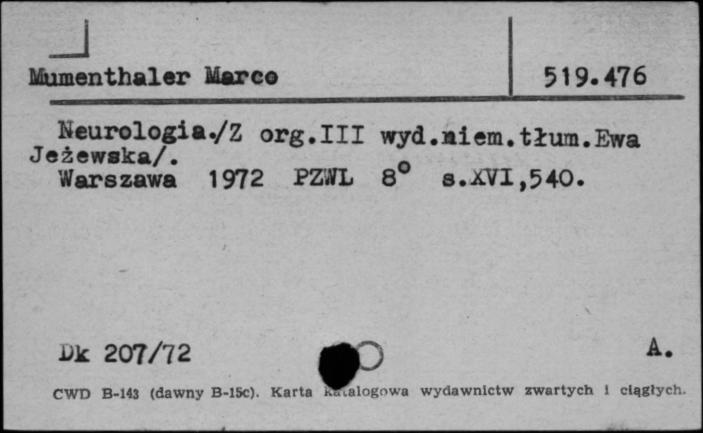 Mumenthaler Marco 519.476
Neurologia./Z org.III wyd.niem.tłum.Ewa
Jeżewska/.
Warszawa 1972 PZWL 8° s.XVI,540.
Dk 207/72 A.
CWD B-143 (dawny B-15c). Karta katalogowa wydawnictw zwartych i ciągłych.